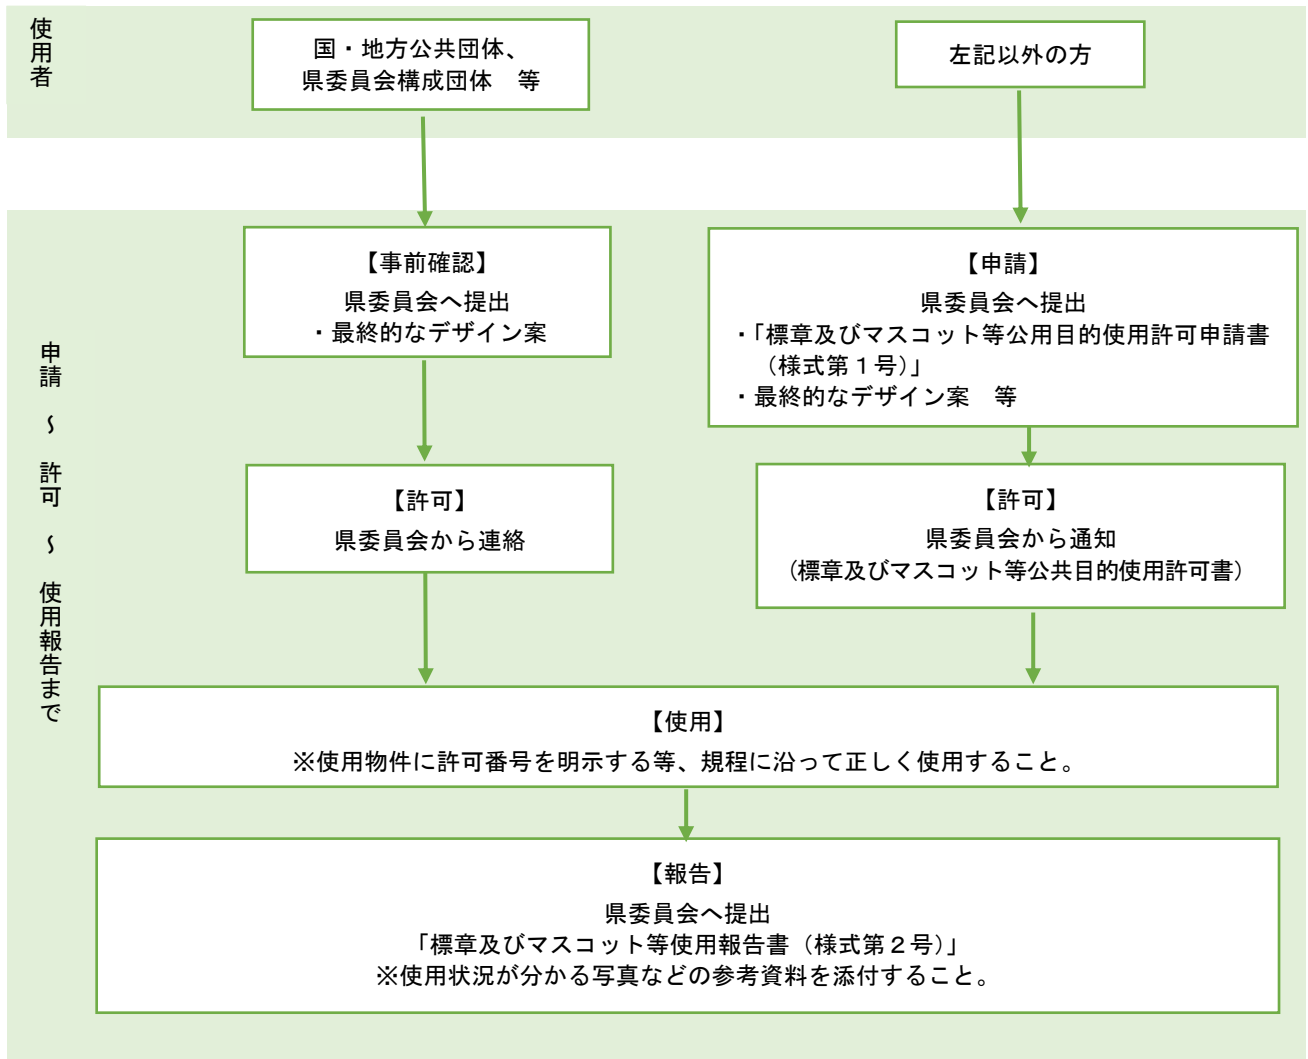 使用者
国・地方公共団体、
県委員会構成団体　等
左記以外の方
申請　～　許可　～　使用報告まで
【事前確認】
県委員会へ提出
・最終的なデザイン案
【申請】
県委員会へ提出
・「標章及びマスコット等公用目的使用許可申請書
（様式第１号）」
・最終的なデザイン案　等
【許可】
県委員会から連絡
【許可】
県委員会から通知
（標章及びマスコット等公共目的使用許可書）
【使用】
※使用物件に許可番号を明示する等、規程に沿って正しく使用すること。
【報告】
県委員会へ提出
「標章及びマスコット等使用報告書（様式第２号）」
※使用状況が分かる写真などの参考資料を添付すること。